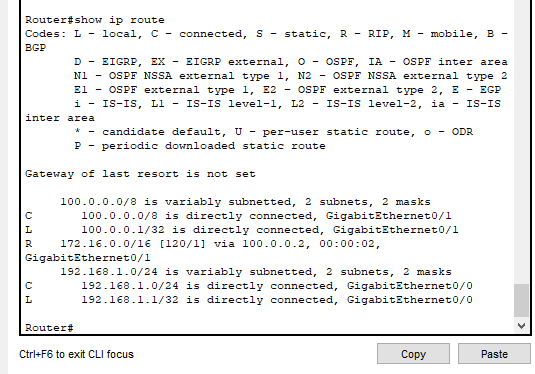 Router#show ip route
Codes: L - local, C - connected, S - static, R - RIP, M - mobile, B -
BGP
       D - EIGRP, EX - EIGRP external, O - OSPF, IA - OSPF inter area
       N1 - OSPF NSSA external type 1, N2 - OSPF NSSA external type 2
       E1 - OSPF external type 1, E2 - OSPF external type 2, E - EGP
       i - IS-IS, L1 - IS-IS level-1, L2 - IS-IS level-2, ia - IS-IS
inter area
       * - candidate default, U - per-user static route, o - ODR
       P - periodic downloaded static route
Gateway of last resort is not set
     100.0.0.0/8 is variably subnetted, 2 subnets, 2 masks
C       100.0.0.0/8 is directly connected, GigabitEthernet0/1
L       100.0.0.1/32 is directly connected, GigabitEthernet0/1
R    172.16.0.0/16 [120/1] via 100.0.0.2, 00:00:02,
GigabitEthernet0/1
     192.168.1.0/24 is variably subnetted, 2 subnets, 2 masks
C       192.168.1.0/24 is directly connected, GigabitEthernet0/0
L       192.168.1.1/32 is directly connected, GigabitEthernet0/0
Router#
Ctrl+F6 to exit CLI focus
Copy
Paste